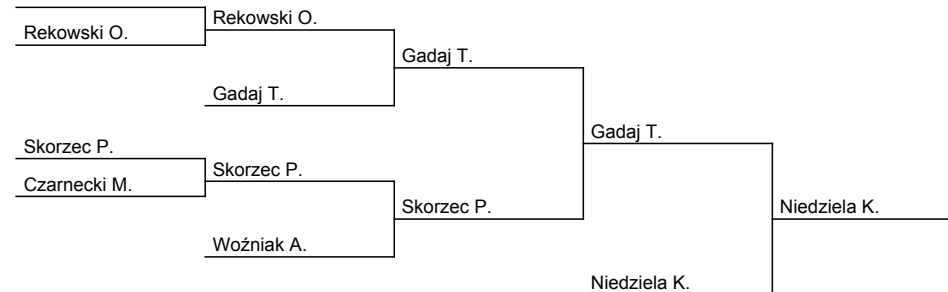 Rekowski O.
Rekowski O.
Gadaj T.
Gadaj T.
Gadaj T.
Skorzec P.
Skorzec P.
Czarnecki M.
Skorzec P.
Niedziela K.
Woźniak A.
Niedziela K.